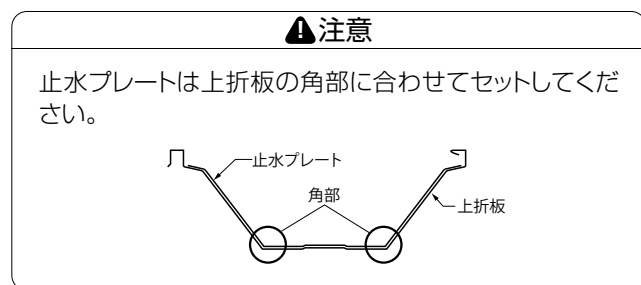 注意
止水プレートは上折板の角部に合わせてセットしてくだ
さい。
止水プレート
角部
上折板